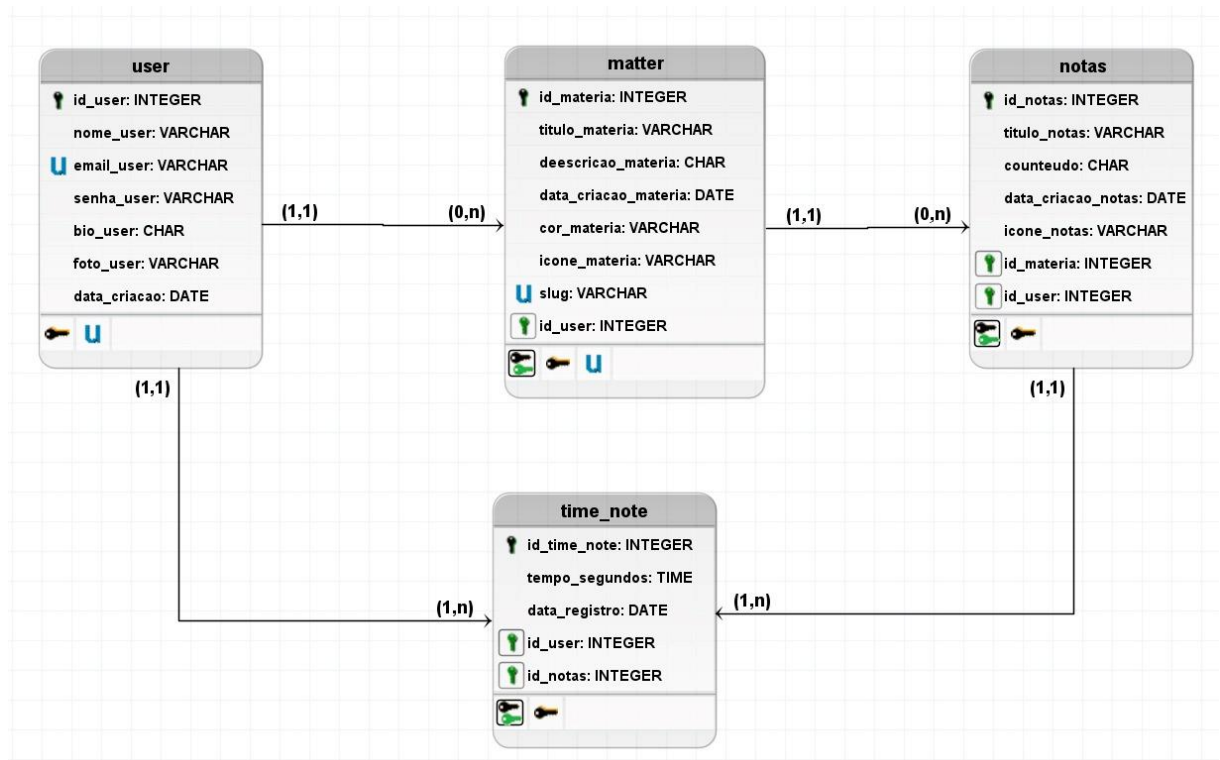 user
id_user: INTEGER
nome_user: VARCHAR
U email_user: VARCHAR
senha_user: VARCHAR
bio_user: CHAR
foto_user: VARCHAR
data_criacao: DATE
U
(1,1)
(0,n)
matter
id_materia: INTEGER
titulo_materia: VARCHAR
deescricao_materia: CHAR
data_criacao_materia: DATE
cor_materia: VARCHAR
icone_materia: VARCHAR
U slug: VARCHAR
id_user: INTEGER
U
(1,1)
(0,n)
notas
id_notas: INTEGER
titulo_notas: VARCHAR
counteudo: CHAR
data_criação_notas: DATE
icone_notas: VARCHAR
id_materia: INTEGER
id_user: INTEGER
(1,1)
(1,1)
time_note
id_time_note: INTEGER
tempo_segundos: TIME
data_registro: DATE
id_user: INTEGER
id_notas: INTEGER
(1,n)
(1,n)